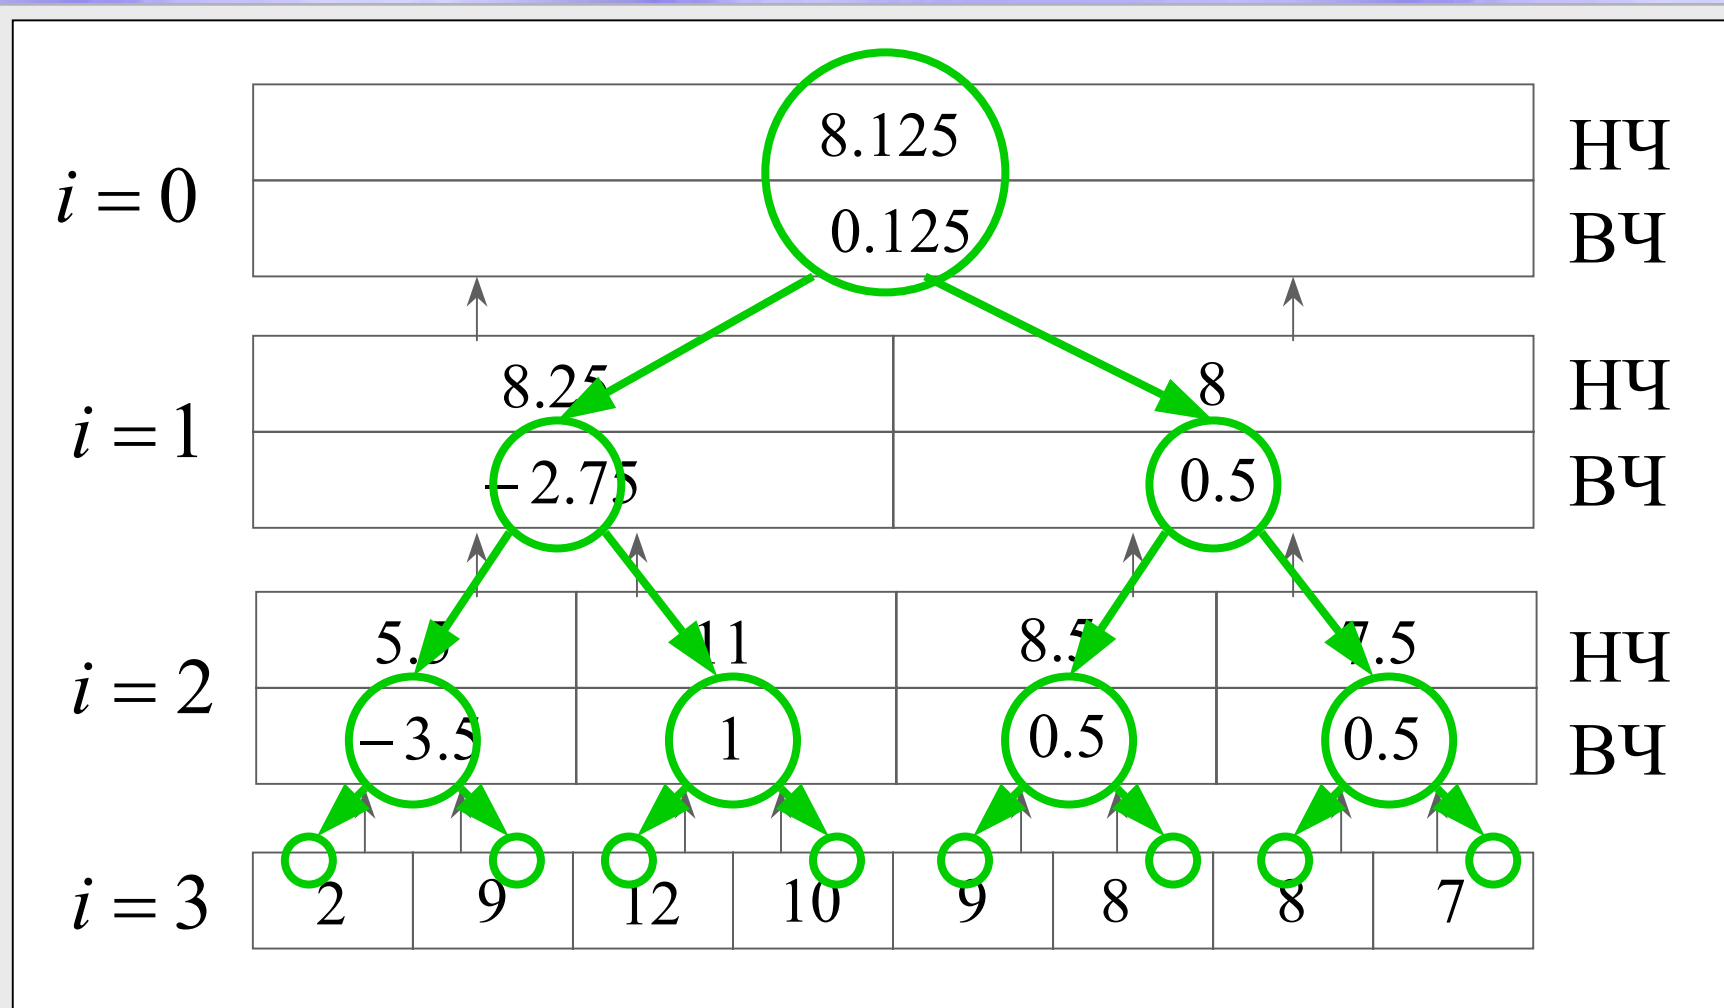 8.125 НЧ
i = 0
0.125 ВЧ
8.25 8 НЧ
i = 1
−2.75 0.5 ВЧ
5.5 11 8.5 7.5 НЧ
i = 2
−3.5 1 0.5 0.5 ВЧ
i = 3 2 9 12 10 9 8 8 7